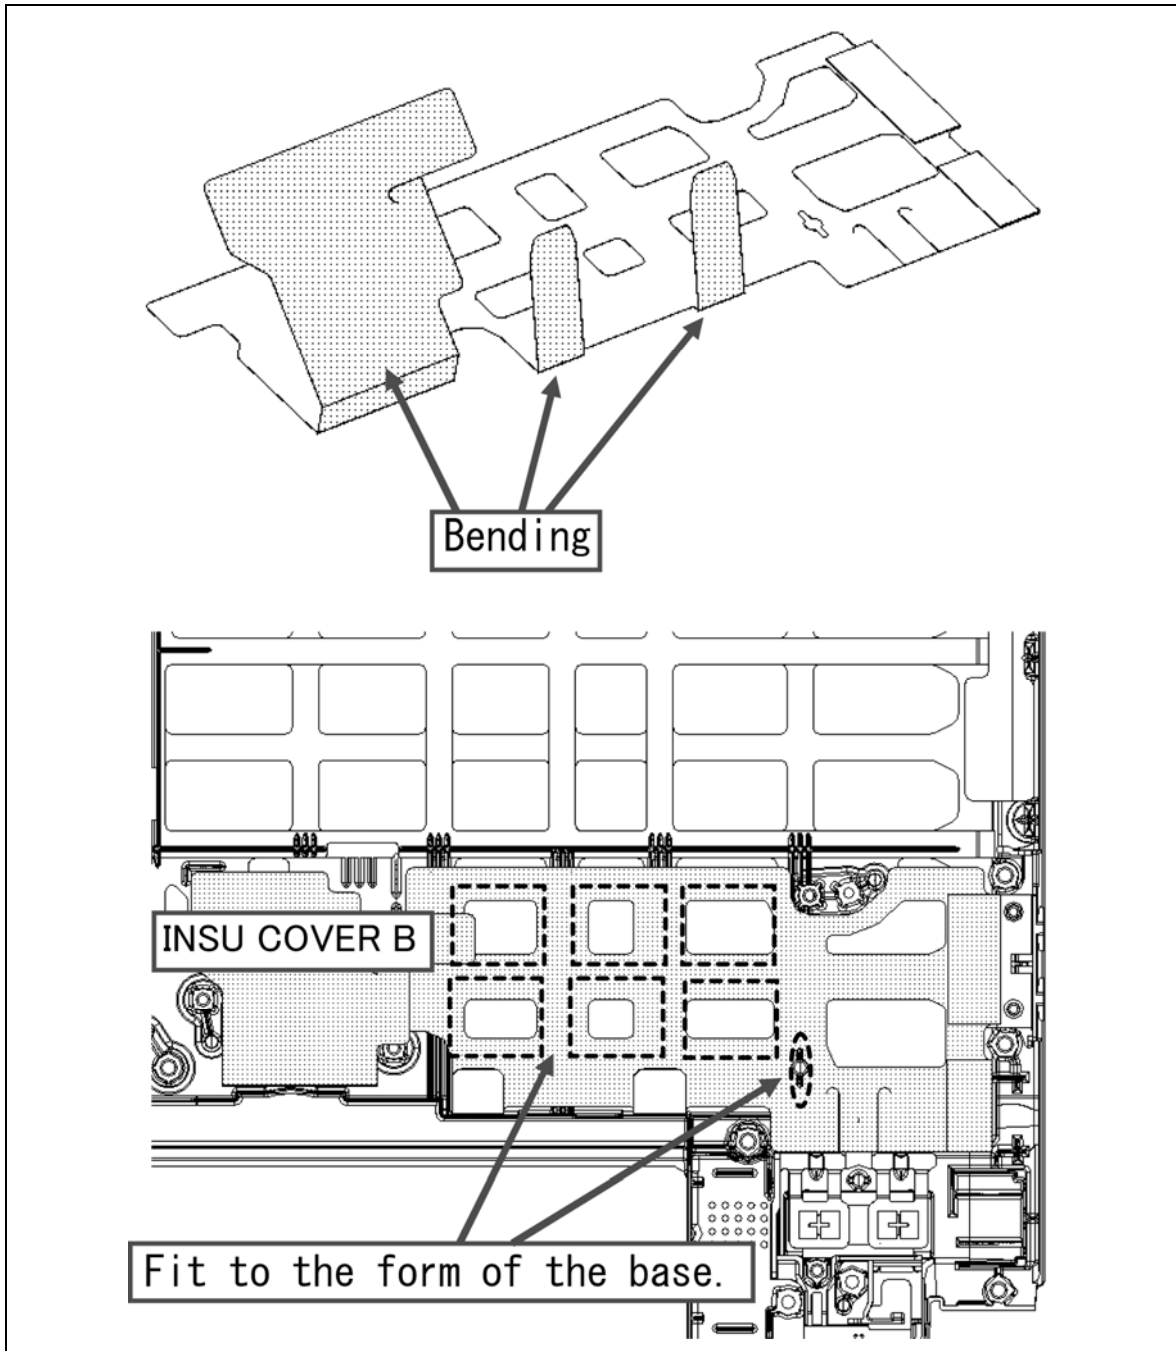 Bending
INSU COVER B
Fit to the form of the base.